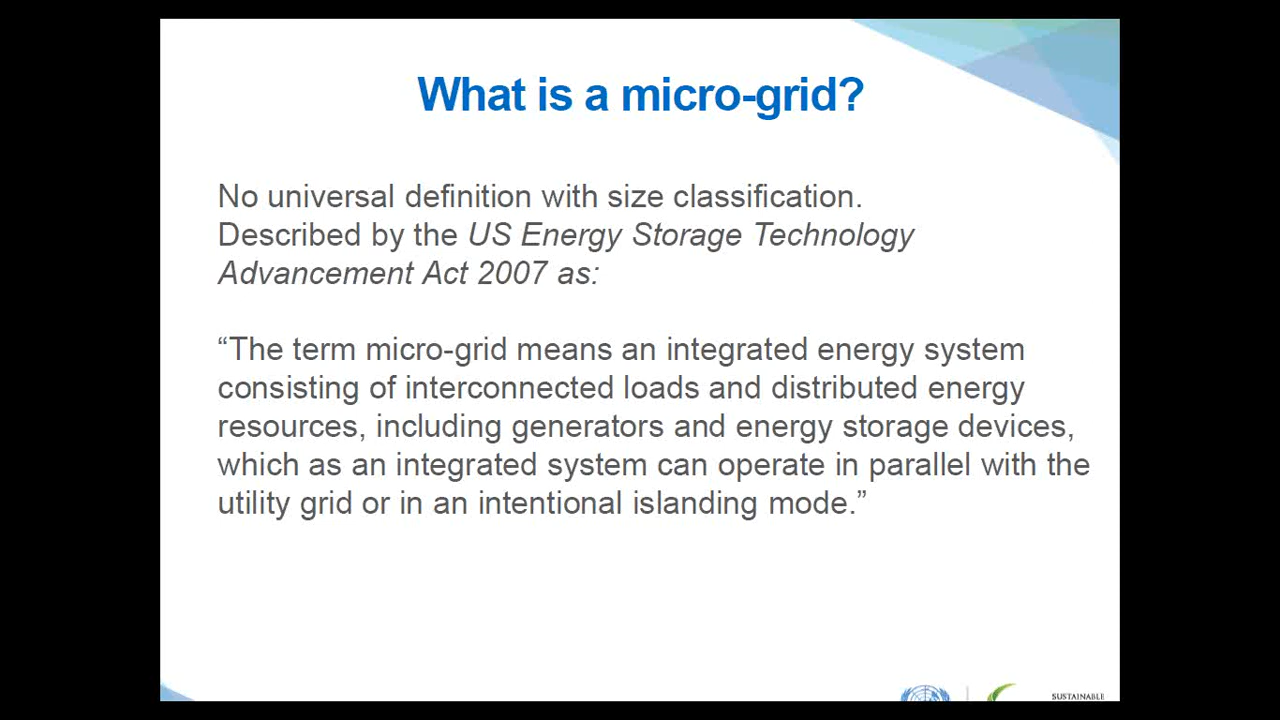 What is a micro-grid?
No universal definition with size classification.
Described by the US Energy Storage Technology
Advancement Act 2007 as:
“The term micro-grid means an integrated energy system
consisting of interconnected loads and distributed energy
resources, including generators and energy storage devices,
which as an integrated system can operate in parallel with the
utility grid or in an intentional islanding mode.”
SUSTAINABLE